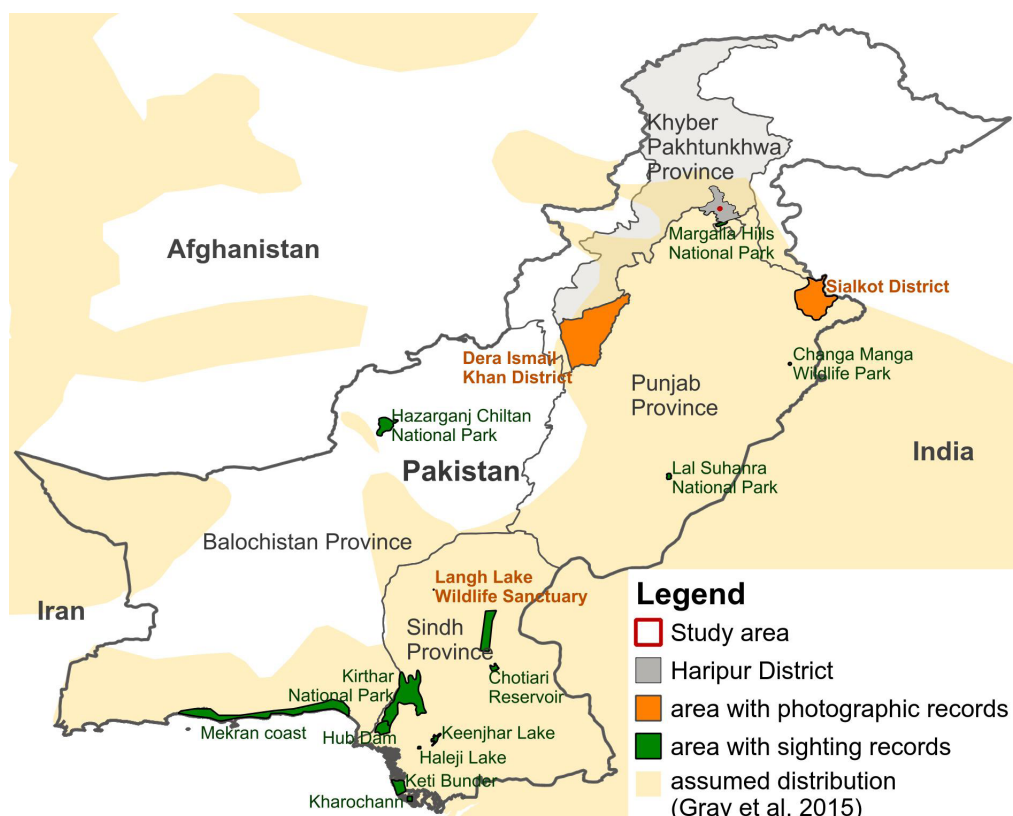 Khyber
Pakhtunkhwa
Province
Margalla Hills
National Park
Afghanistan
Sialkot District
Dera Ismail
Khan District
Changa Manga
Wildlife Park
Punjab
Province
Hazarganj Chiltan
National Park
Pakistan
India
Lal Suhanra
National Park
Balochistan Province
Langh Lake
Wildlife Sanctuary
Iran
Sindh
Province
Kirthar
National Park
Chotiari
Reservoir
Mekran coast
Hub Dam
Keenjhar Lake
Haleji Lake
Keti Bunder
Kharochann
Legend
Study area
Haripur District
area with photographic records
area with sighting records
assumed distribution
(Gray et al. 2015)